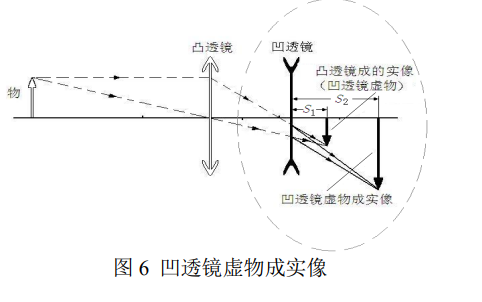 凸透镜
凹透镜
物
凸透镜成的实像
（凹透镜虚物）
S₂
S₁
凹透镜虚物成实像
图 6 凹透镜虚物成实像